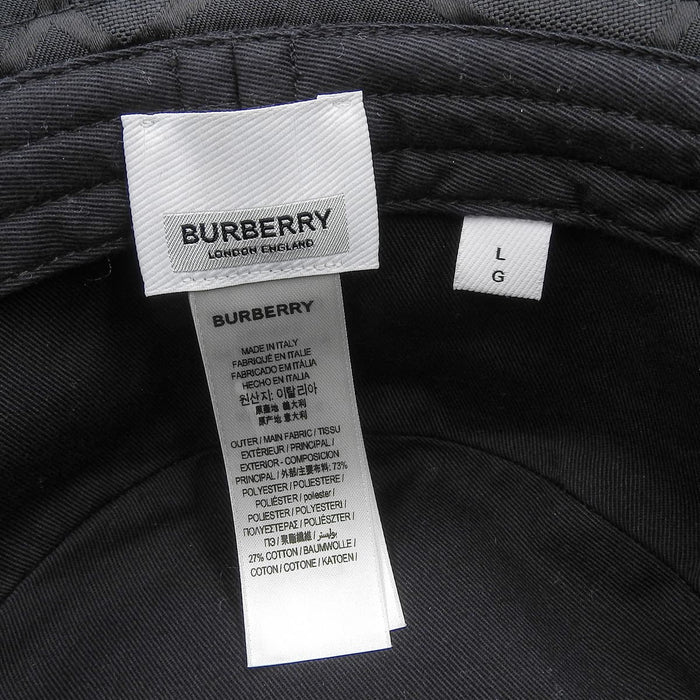 BURBERRY
LONDON ENGLAND
L
G
BURBERRY
MADE IN ITALY
FABRIQUÉ EN ITALIE
FABRICADO EM ITÁLIA
HECHO EN ITALIA
원산지: 이탈리아
原產地 義大利
原产地 意大利
OUTER / MAIN FABRIC / TISSU
EXTÉRIEUR / PRINCIPAL /
EXTERIOR - COMPOSICION
PRINCIPAL / 外部/主要布料: 73%
POLYESTER / POLIESTERE /
POLIÉSTER / poliester /
POLYESTER / POLYESTERI /
ΠΟΛΥΕΣΤΕΡΑΣ / POLIÉSZTER /
ПЭ / 聚酯纖維 / بوليستر /
27% COTTON / BAUMWOLLE /
COTON / COTONE / KATOEN /